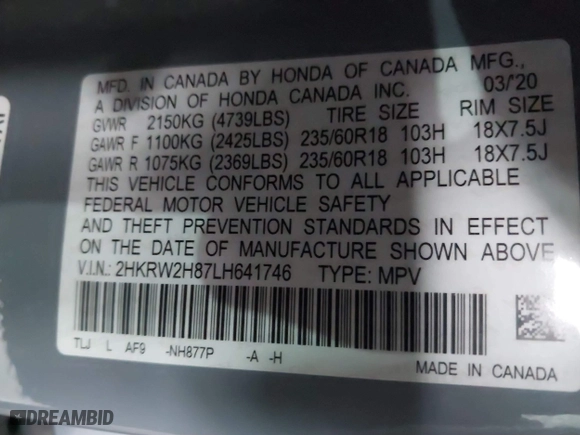 MFD. IN CANADA BY HONDA OF CANADA MFG.,
A DIVISION OF HONDA CANADA INC. 03/'20
GVWR 2150KG (4739LBS) TIRE SIZE RIM SIZE
GAWR F 1100KG (2425LBS) 235/60R18 103H 18X7.5J
GAWR R 1075KG (2369LBS) 235/60R18 103H 18X7.5J
THIS VEHICLE CONFORMS TO ALL APPLICABLE
FEDERAL MOTOR VEHICLE SAFETY
AND THEFT PREVENTION STANDARDS IN EFFECT
ON THE DATE OF MANUFACTURE SHOWN ABOVE
V.I.N.: 2HKRW2H87LH641746 TYPE: MPV
TLJ L AF9 -NH877P -A -H
MADE IN CANADA
DREAMBID